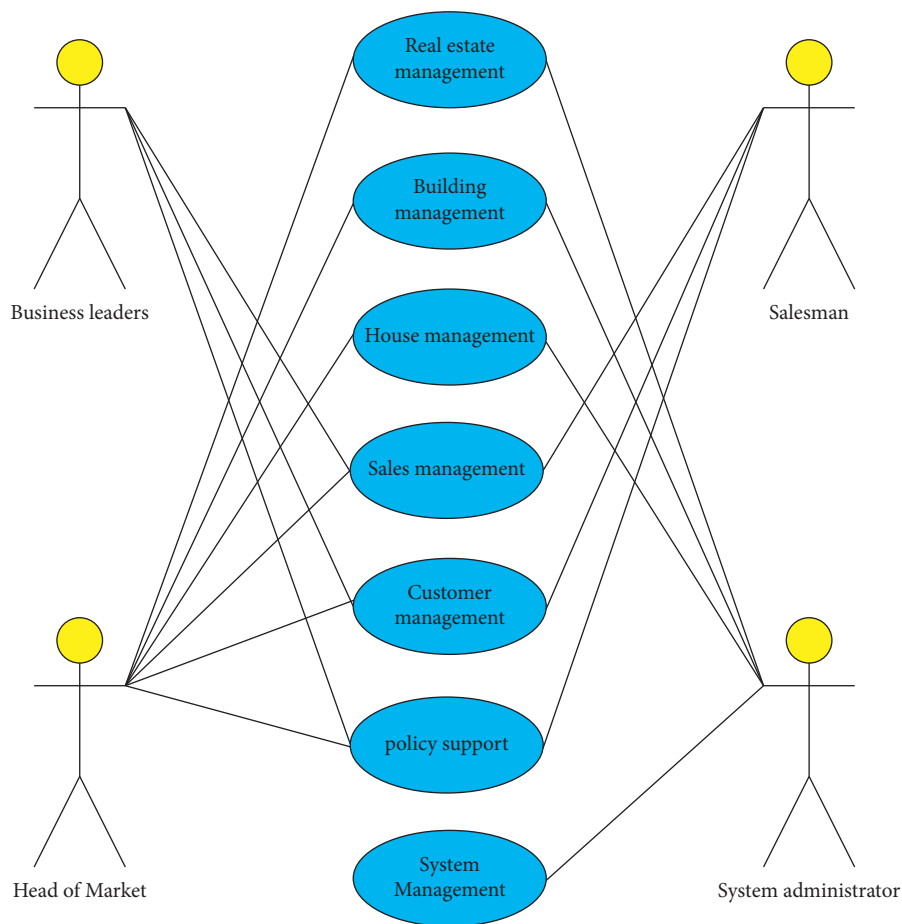 Real estate
management
Building
management
Business leaders
Salesman
House management
Sales management
Customer
management
policy support
System
Management
Head of Market
System administrator